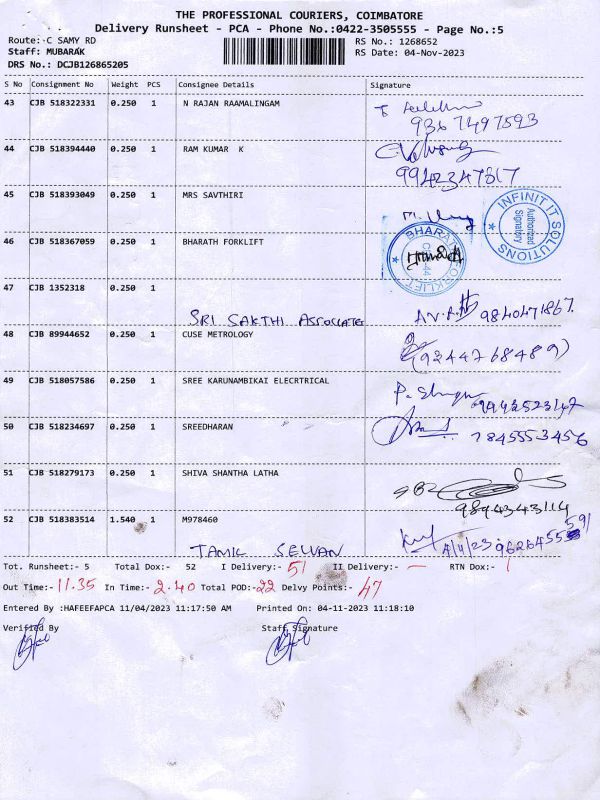 THE PROFESSIONAL COURIERS, COIMBATORE
Delivery Runsheet - PCA - Phone No.:0422-3505555 - Page No.:5
Route:- C SAMY RD
RS No.: 1268652
Staff: MUBARAK
RS Date: 04-Nov-2023
DRS No.: DCJB126865205
S No Consignment No Weight PCS Consignee Details Signature
43 CJB 518322331 0.250 1 N RAJAN RAAMALINGAM
9367497593
44 CJB 518394440 0.250 1 RAM KUMAR K
9942347817
45 CJB 518393049 0.250 1 MRS SAVTHIRI
INFINIT IT SOLUTIONS
Authorized Signatory
46 CJB 518367059 0.250 1 BHARATH FORKLIFT
BHARATH FORKLIFT
47 CJB 1352318 0.250 1
SRI SAKTHI ASSOCIATES 9840471867.
48 CJB 89944652 0.250 1 CUSE METROLOGY
(9244768489)
49 CJB 518057586 0.250 1 SREE KARUNAMBIKAI ELECRTRICAL
9942523147
50 CJB 518234697 0.250 1 SREEDHARAN
7845553456
51 CJB 518279173 0.250 1 SHIVA SHANTHA LATHA
9894343114
52 CJB 518383514 1.540 1 M978460
TAMIL SELVAN 4/11/23
Tot. Runsheet:- 5 Total Dox:- 52 I Delivery:- 51 II Delivery:- — RTN Dox:- 1
Out Time:- 11.35 In Time:- 2.40 Total POD:- 22 Delvy Points:- 47
Entered By :HAFEEFAPCA 11/04/2023 11:17:50 AM Printed On: 04-11-2023 11:18:10
Verified By Staff Signature